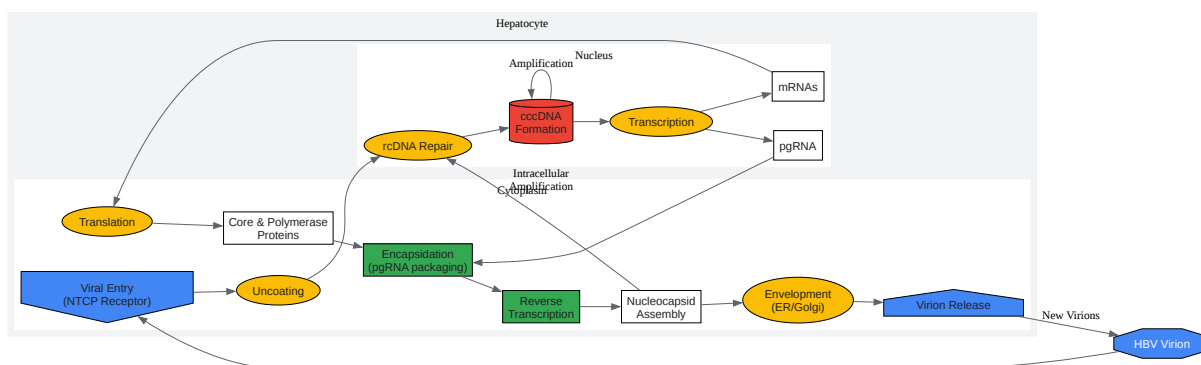 Hepatocyte
Nucleus
Amplification
mRNAs
cccDNA
Formation
Transcription
rcDNA Repair
pgRNA
Intracellular
Amplification
Cytoplasm
Translation
Core & Polymerase
Proteins
Encapsidation
(pgRNA packaging)
Viral Entry
(NTCP Receptor)
Uncoating
Reverse
Transcription
Nucleocapsid
Assembly
Envelopment
(ER/Golgi)
Virion Release
New Virions
HBV Virion